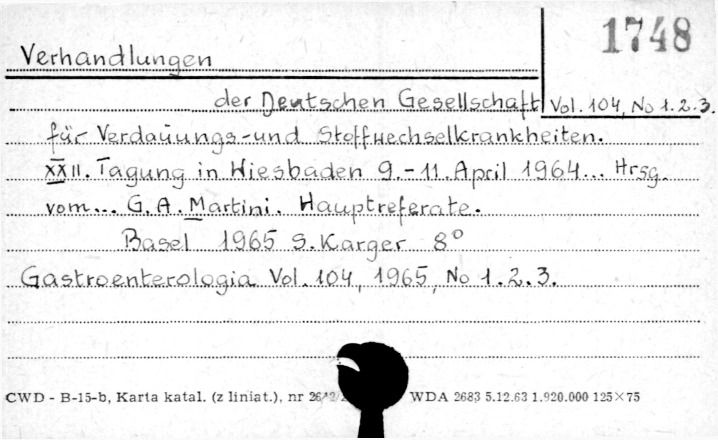 1748
Verhandlungen
der Deutschen Gesellschaft Vol. 104, No 1. 2. 3.
für Verdauungs-und Stoffwechselkrankheiten.
XXII. Tagung in Wiesbaden 9.-11. April 1964... Hrsg.
vom... G. A. Martini. Hauptreferate.
Basel 1965 S. Karger 8°
Gastroenterologia Vol. 104, 1965, No 1. 2. 3.
CWD - B-15-b, Karta katal. (z liniat.), nr WDA 2683 5.12.63 1.920.000 125×75